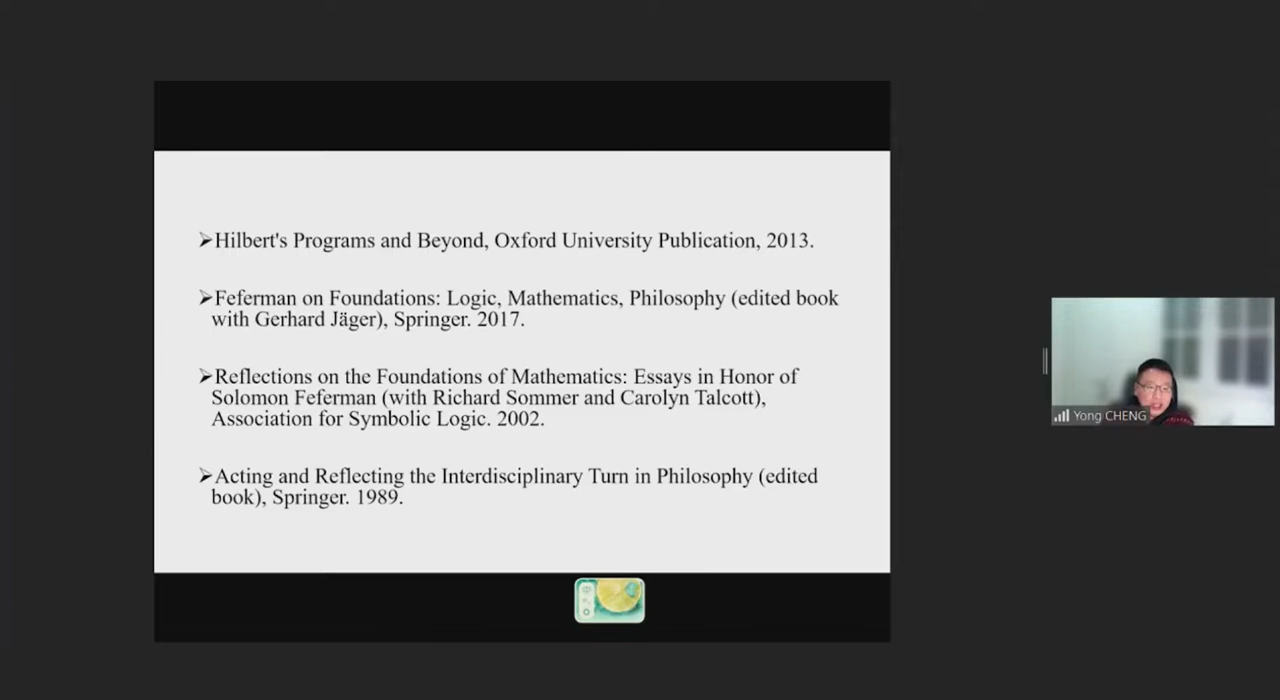 ➢Hilbert's Programs and Beyond, Oxford University Publication, 2013.
➢Feferman on Foundations: Logic, Mathematics, Philosophy (edited book
with Gerhard Jäger), Springer. 2017.
➢Reflections on the Foundations of Mathematics: Essays in Honor of
Solomon Feferman (with Richard Sommer and Carolyn Talcott),
Association for Symbolic Logic. 2002.
➢Acting and Reflecting the Interdisciplinary Turn in Philosophy (edited
book), Springer. 1989.
Yong CHENG